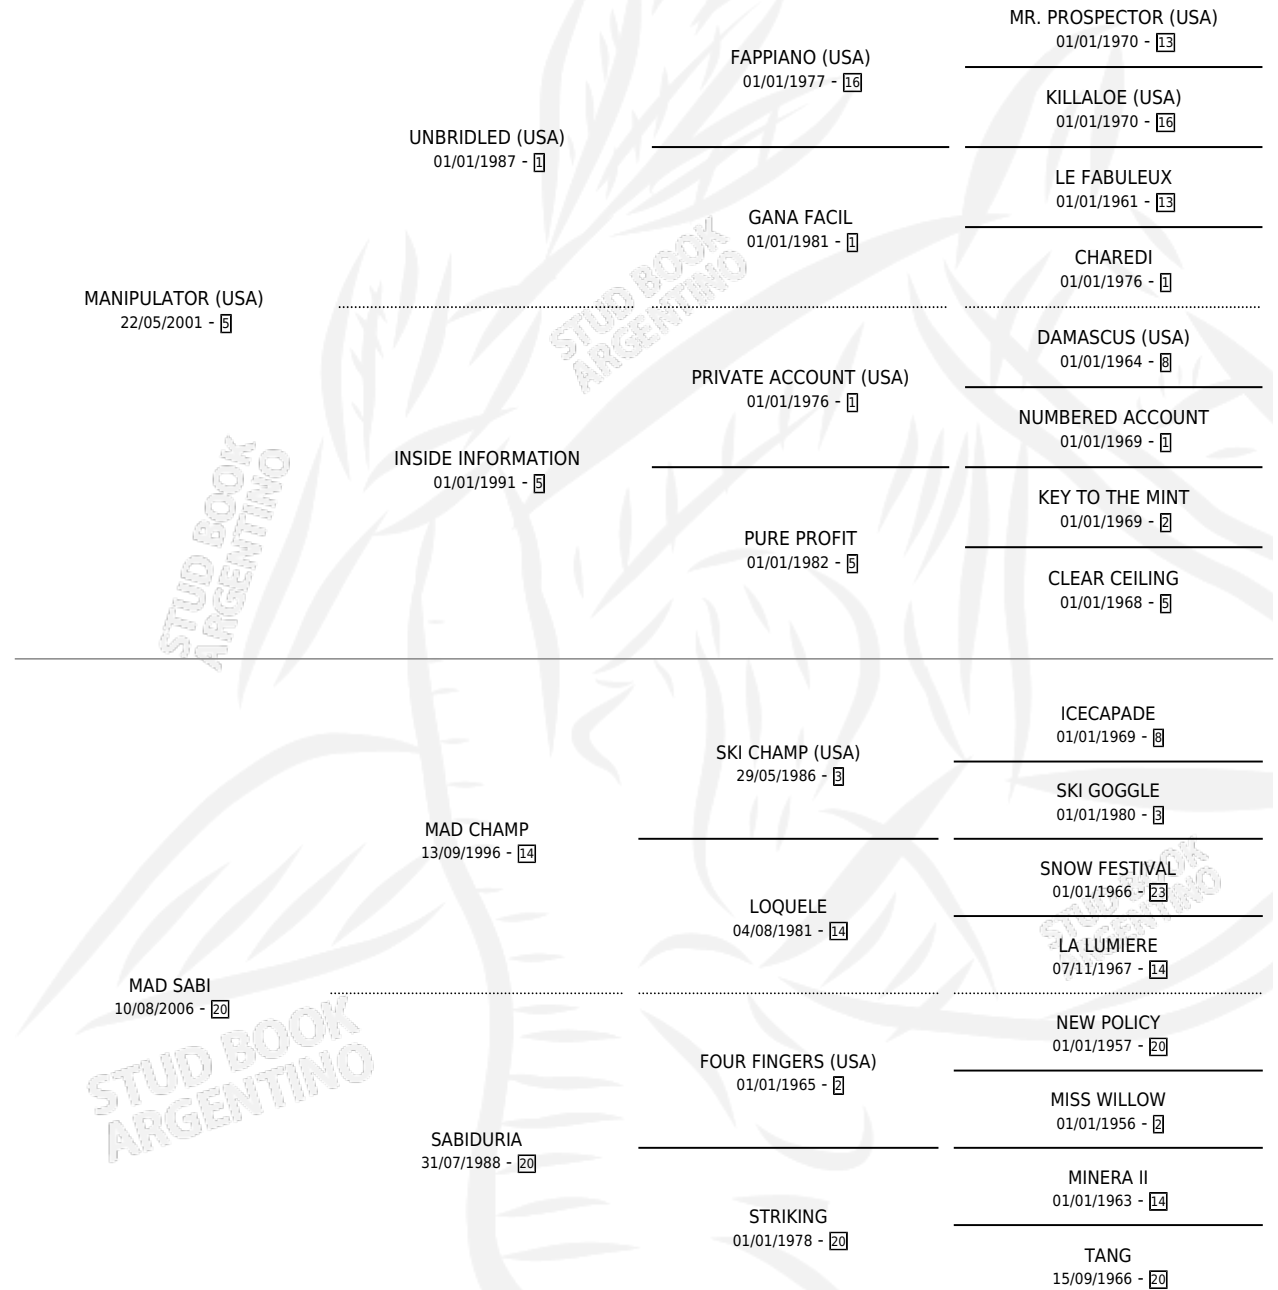 MR. PROSPECTOR (USA)
01/01/1970 - 13
FAPPIANO (USA)
01/01/1977 - 16
KILLALOE (USA)
01/01/1970 - 16
UNBRIDLED (USA)
01/01/1987 - 1
LE FABULEUX
01/01/1961 - 13
GANA FACIL
01/01/1981 - 1
CHAREDI
01/01/1976 - 1
MANIPULATOR (USA)
22/05/2001 - 5
DAMASCUS (USA)
01/01/1964 - 8
PRIVATE ACCOUNT (USA)
01/01/1976 - 1
NUMBERED ACCOUNT
01/01/1969 - 1
INSIDE INFORMATION
01/01/1991 - 5
KEY TO THE MINT
01/01/1969 - 2
PURE PROFIT
01/01/1982 - 5
CLEAR CEILING
01/01/1968 - 5
ICECAPADE
01/01/1969 - 8
SKI CHAMP (USA)
29/05/1986 - 3
SKI GOGGLE
01/01/1980 - 3
MAD CHAMP
13/09/1996 - 14
SNOW FESTIVAL
01/01/1966 - 23
LOQUELE
04/08/1981 - 14
LA LUMIERE
07/11/1967 - 14
MAD SABI
10/08/2006 - 20
NEW POLICY
01/01/1957 - 20
FOUR FINGERS (USA)
01/01/1965 - 2
MISS WILLOW
01/01/1956 - 2
SABIDURIA
31/07/1988 - 20
MINERA II
01/01/1963 - 14
STRIKING
01/01/1978 - 20
TANG
15/09/1966 - 20
STUD BOOK
ARGENTINO
STUD BOOK
ARGENTINO
STUD BOOK
ARGENTINO
STUD BOOK
ARGENTINO